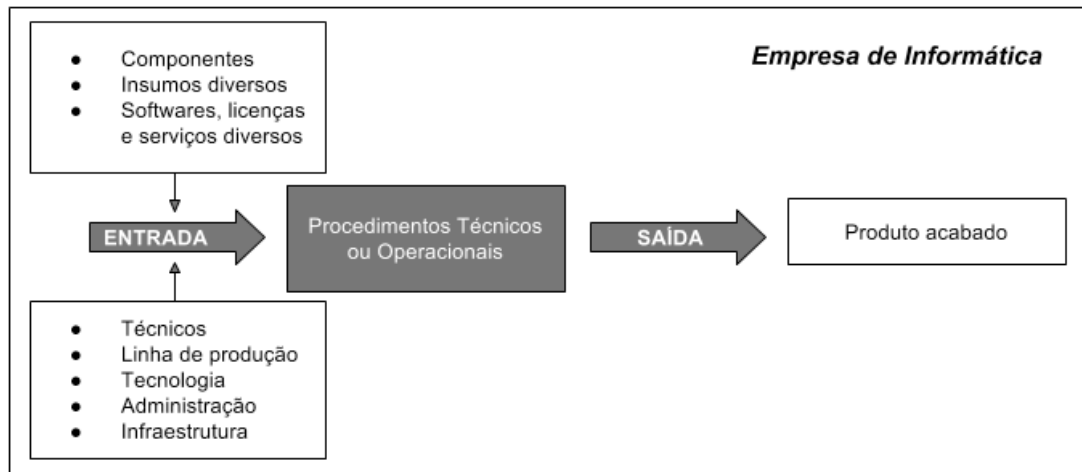 Empresa de Informática
● Componentes
● Insumos diversos
● Softwares, licenças
e serviços diversos
ENTRADA
Procedimentos Técnicos
ou Operacionais
SAÍDA
Produto acabado
● Técnicos
● Linha de produção
● Tecnologia
● Administração
● Infraestrutura